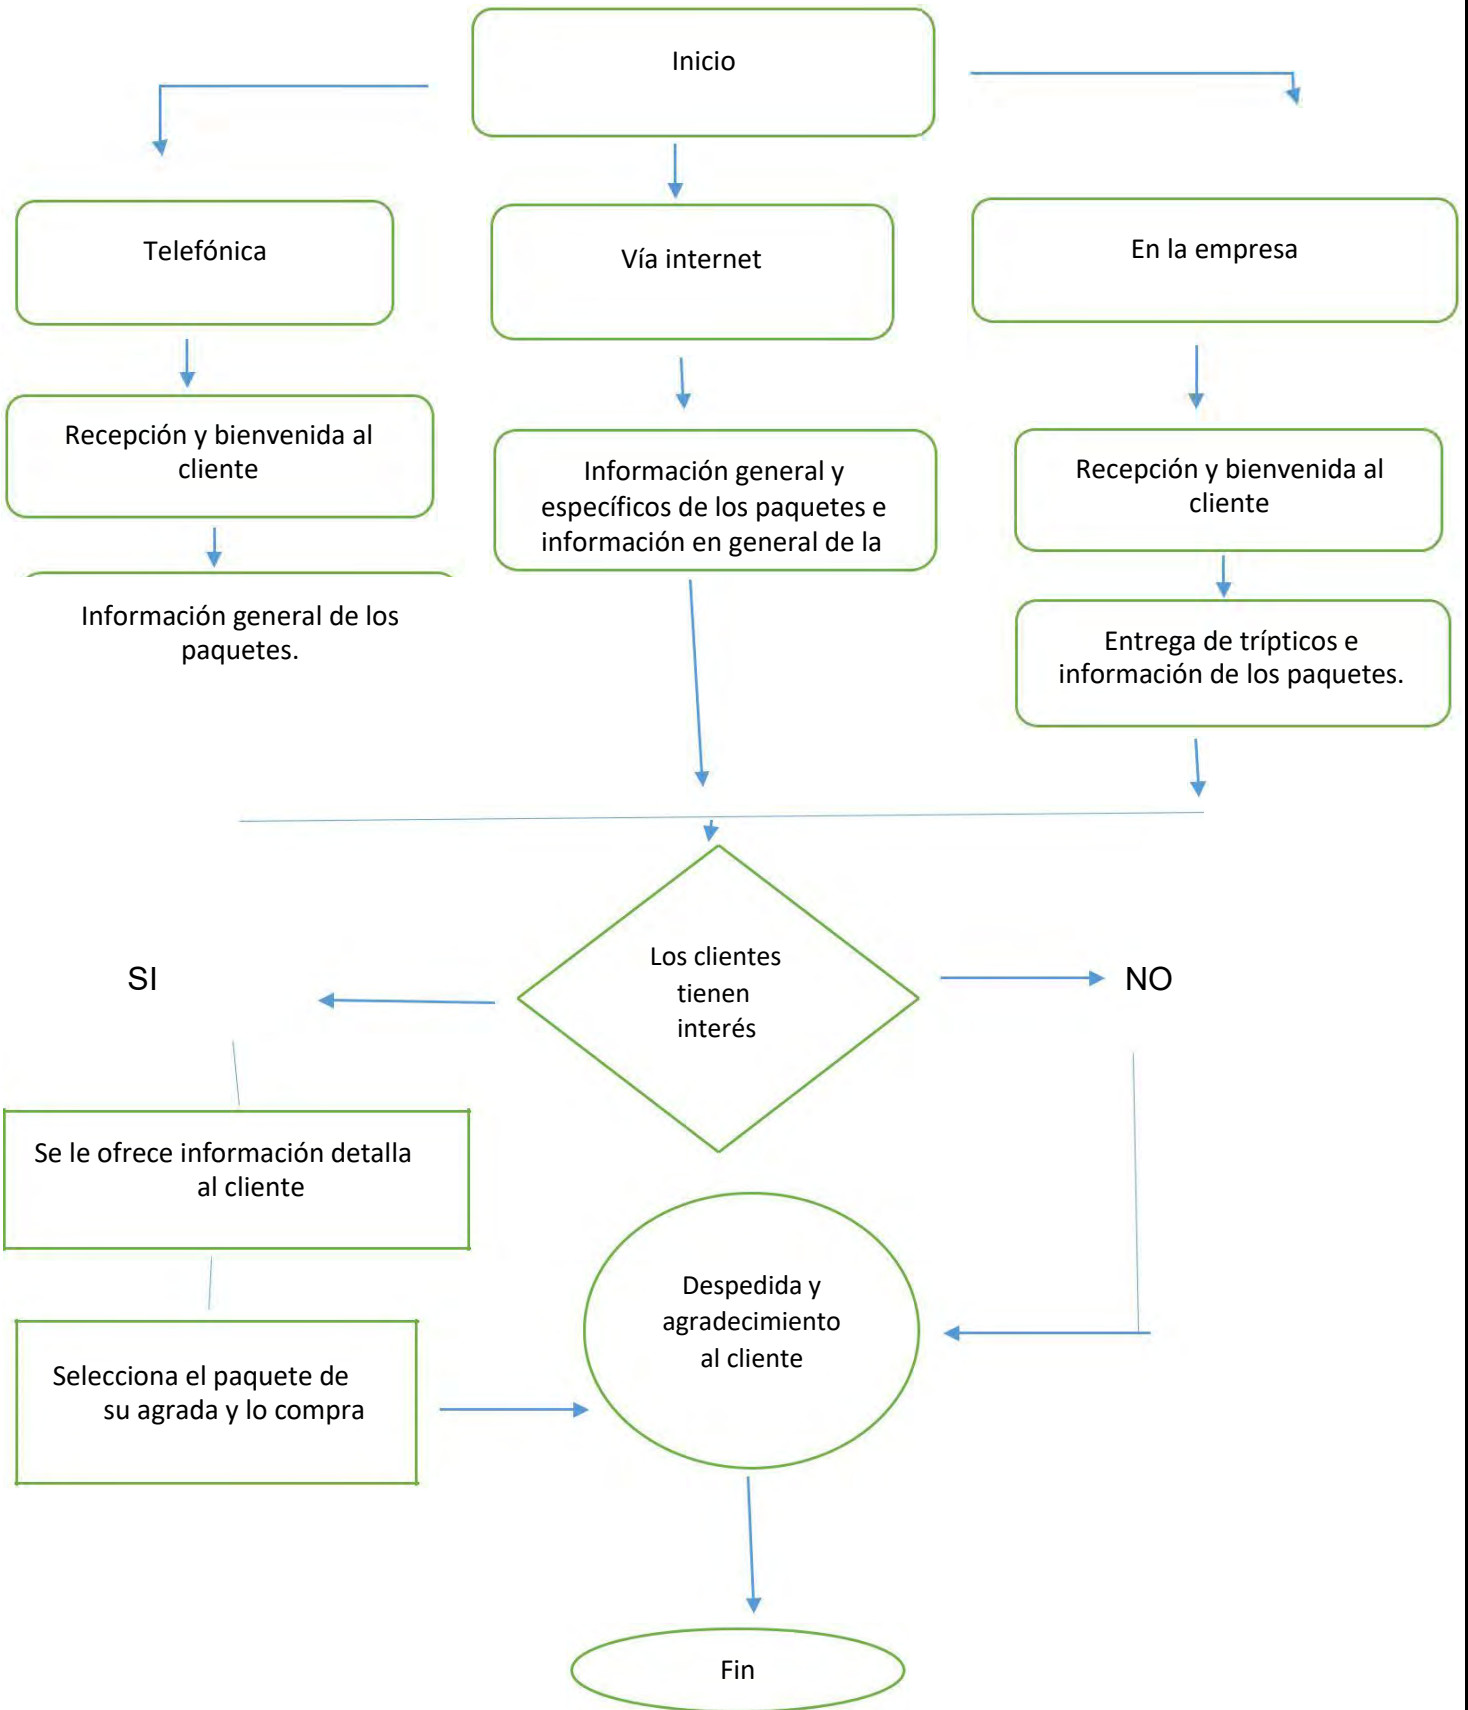 Inicio
Telefónica
Vía internet
En la empresa
Recepción y bienvenida al
cliente
Información general y
específicos de los paquetes e
información en general de la
Recepción y bienvenida al
cliente
Información general de los
paquetes.
Entrega de trípticos e
información de los paquetes.
Los clientes
tienen
interés
SI
NO
Se le ofrece información detalla
al cliente
Despedida y
agradecimiento
al cliente
Selecciona el paquete de
su agrada y lo compra
Fin